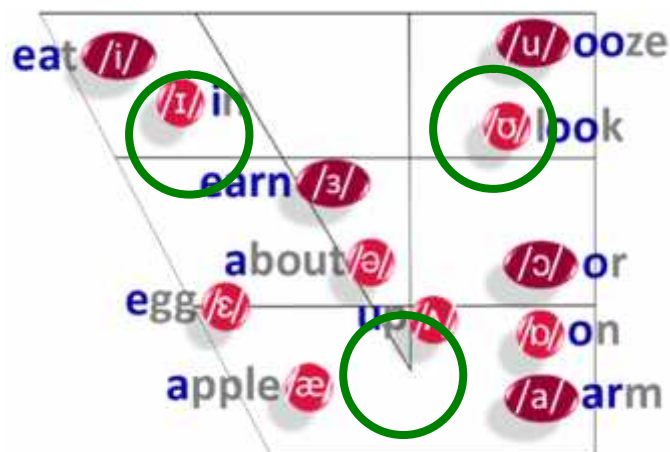 eat /i/
/u/ ooze
/ɪ/ in
/ʊ/ look
earn /ɜ/
about /ə/
/ɔ/ or
egg /ɛ/
up /ʌ/
/ɒ/ on
apple /æ/
/a/ arm